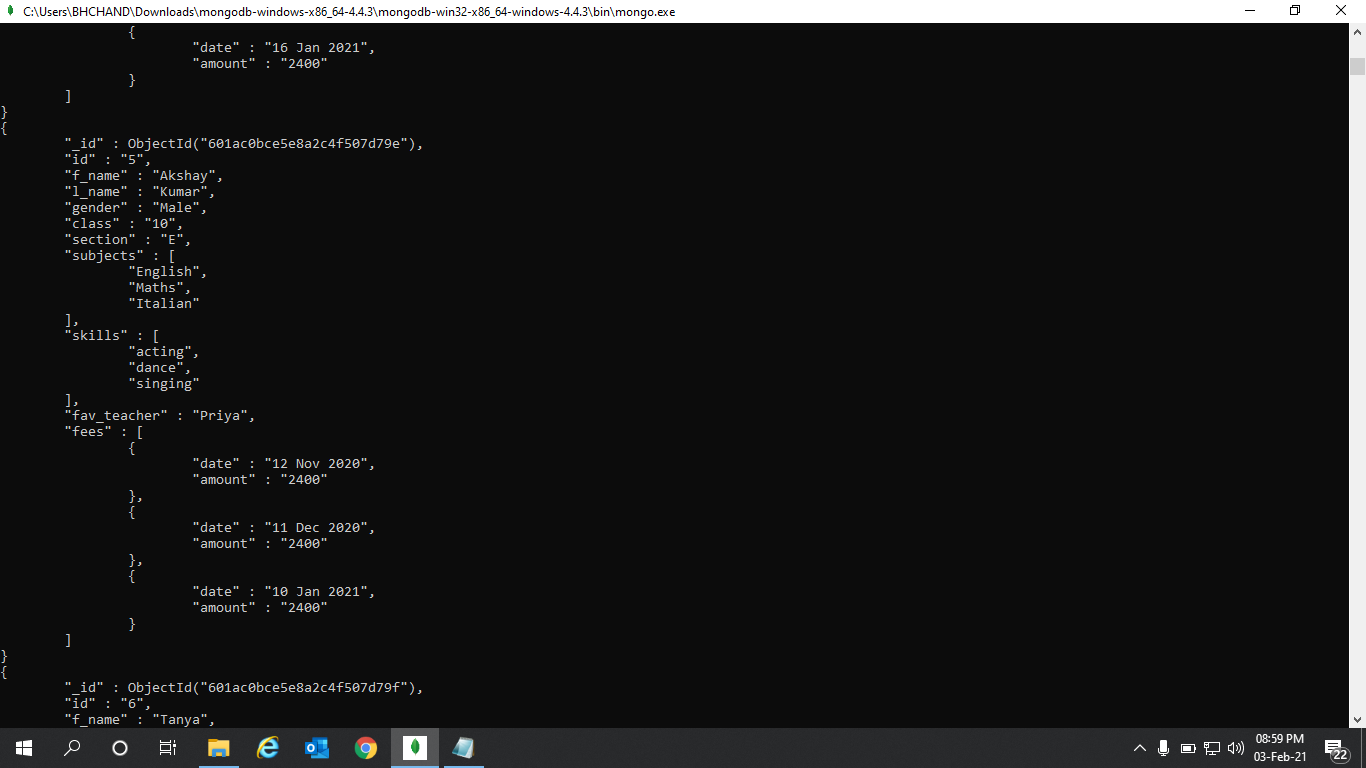 C:\Users\BHCHAND\Downloads\mongodb-windows-x86_64-4.4.3\mongodb-win32-x86_64-windows-4.4.3\bin\mongo.exe
{
"date" : "16 Jan 2021",
"amount" : "2400"
}
]
}
{
"_id" : ObjectId("601ac0bce5e8a2c4f507d79e"),
"id" : "5",
"f_name" : "Akshay",
"l_name" : "Kumar",
"gender" : "Male",
"class" : "10",
"section" : "E",
"subjects" : [
"English",
"Maths",
"Italian"
],
"skills" : [
"acting",
"dance",
"singing"
],
"fav_teacher" : "Priya",
"fees" : [
{
"date" : "12 Nov 2020",
"amount" : "2400"
},
{
"date" : "11 Dec 2020",
"amount" : "2400"
},
{
"date" : "10 Jan 2021",
"amount" : "2400"
}
]
}
{
"_id" : ObjectId("601ac0bce5e8a2c4f507d79f"),
"id" : "6",
"f_name" : "Tanya",
08:59 PM
03-Feb-21
22